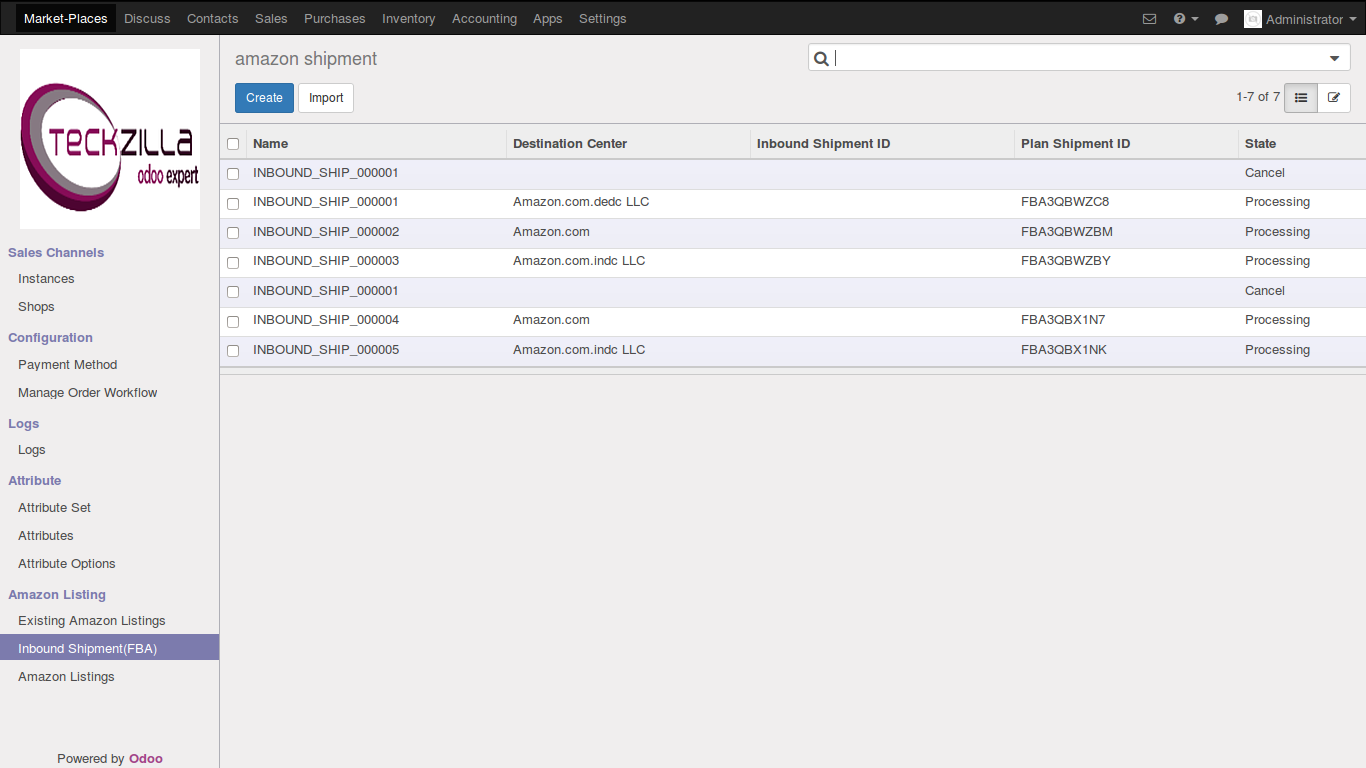 Market-Places Discuss Contacts Sales Purchases Inventory Accounting Apps Settings Administrator
TECKZILLA
odoo expert
Sales Channels
Instances
Shops
Configuration
Payment Method
Manage Order Workflow
Logs
Logs
Attribute
Attribute Set
Attributes
Attribute Options
Amazon Listing
Existing Amazon Listings
Inbound Shipment(FBA)
Amazon Listings
Powered by Odoo
amazon shipment
Create Import 1-7 of 7
Name Destination Center Inbound Shipment ID Plan Shipment ID State
INBOUND_SHIP_000001 Cancel
INBOUND_SHIP_000001 Amazon.com.dedc LLC FBA3QBWZC8 Processing
INBOUND_SHIP_000002 Amazon.com FBA3QBWZBM Processing
INBOUND_SHIP_000003 Amazon.com.indc LLC FBA3QBWZBY Processing
INBOUND_SHIP_000001 Cancel
INBOUND_SHIP_000004 Amazon.com FBA3QBX1N7 Processing
INBOUND_SHIP_000005 Amazon.com.indc LLC FBA3QBX1NK Processing